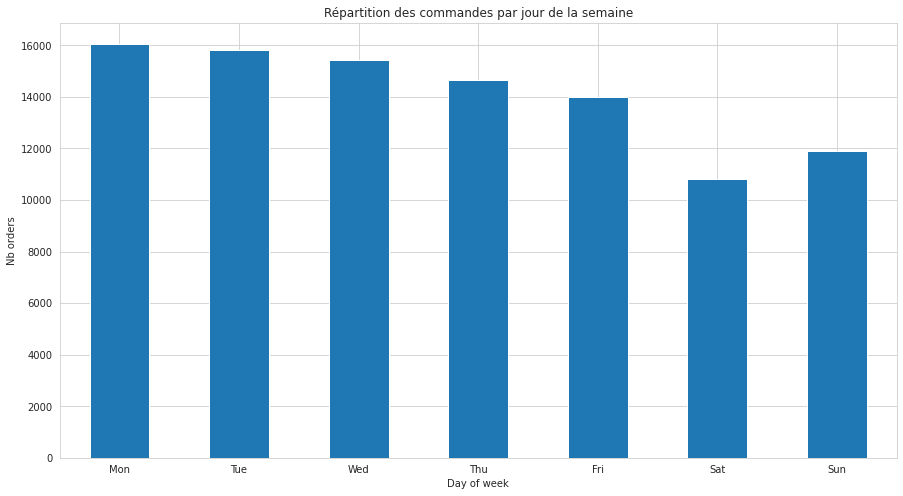 Répartition des commandes par jour de la semaine
16000
14000
12000
10000
8000
6000
4000
2000
0
Nb orders
Mon Tue Wed Thu Fri Sat Sun
Day of week